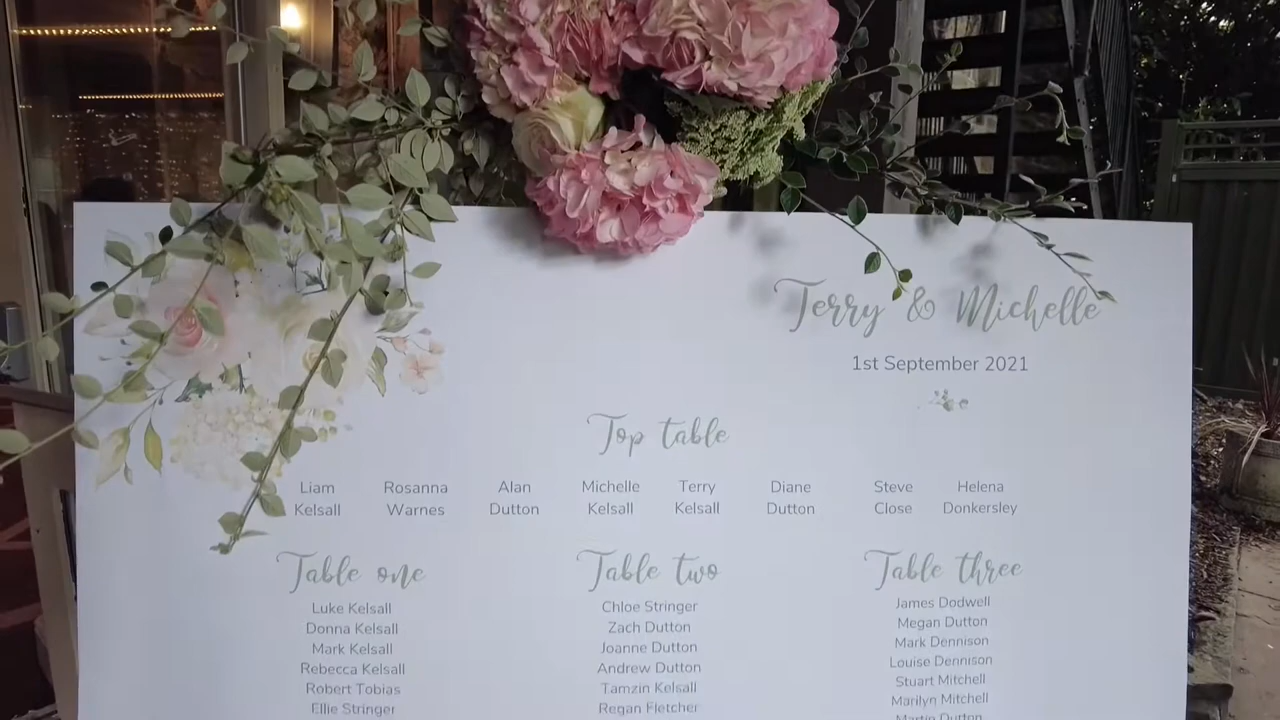 Terry & Michelle
1st September 2021
Top table
Liam Kelsall
Rosanna Warnes
Alan Dutton
Michelle Kelsall
Terry Kelsall
Diane Dutton
Steve Close
Helena Donkersley
Table one
Luke Kelsall
Donna Kelsall
Mark Kelsall
Rebecca Kelsall
Robert Tobias
Ellie Stringer
Table two
Chloe Stringer
Zach Dutton
Joanne Dutton
Andrew Dutton
Tamzin Kelsall
Regan Fletcher
Table three
James Dodwell
Megan Dutton
Mark Dennison
Louise Dennison
Stuart Mitchell
Marilyn Mitchell
Martin Dutton